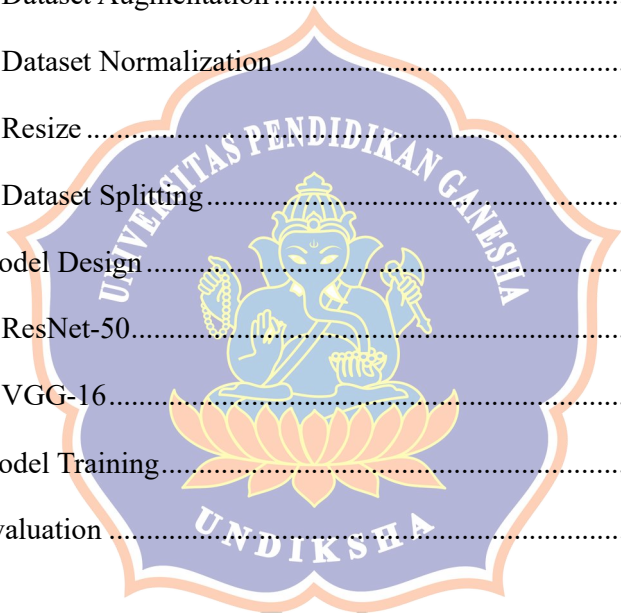 Dataset Augmentation........................
Dataset Normalization........................
Resize........................
UNIVERSITAS PENDIDIKAN GANESHA
Dataset Splitting........................
odel Design........................
ResNet-50........................
VGG-16........................
odel Training........................
valuation........................
UNDIKSHA